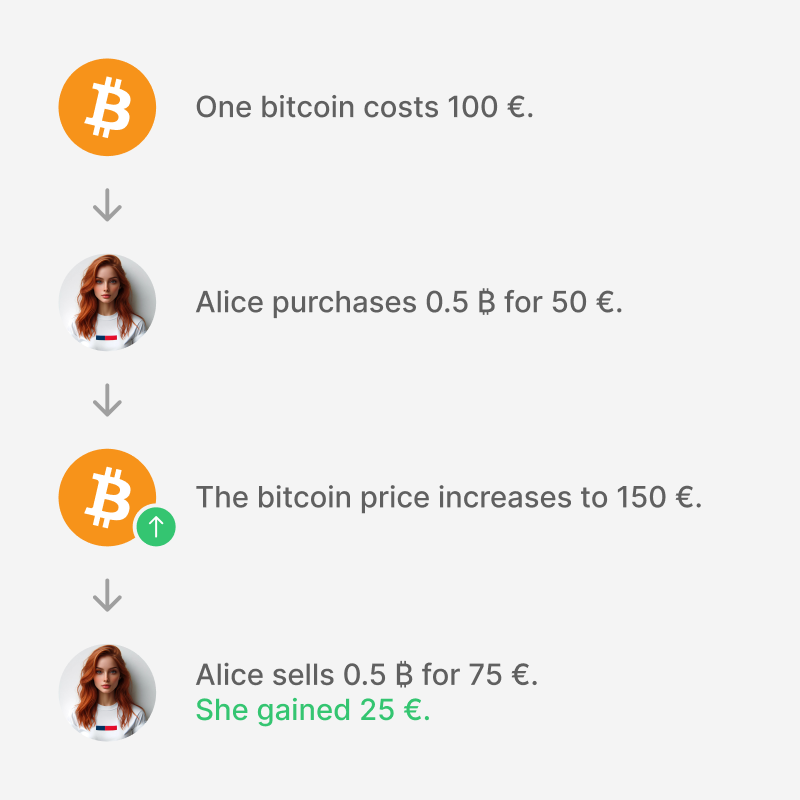 One bitcoin costs 100 €.
Alice purchases 0.5 ₿ for 50 €.
The bitcoin price increases to 150 €.
Alice sells 0.5 ₿ for 75 €.
She gained 25 €.